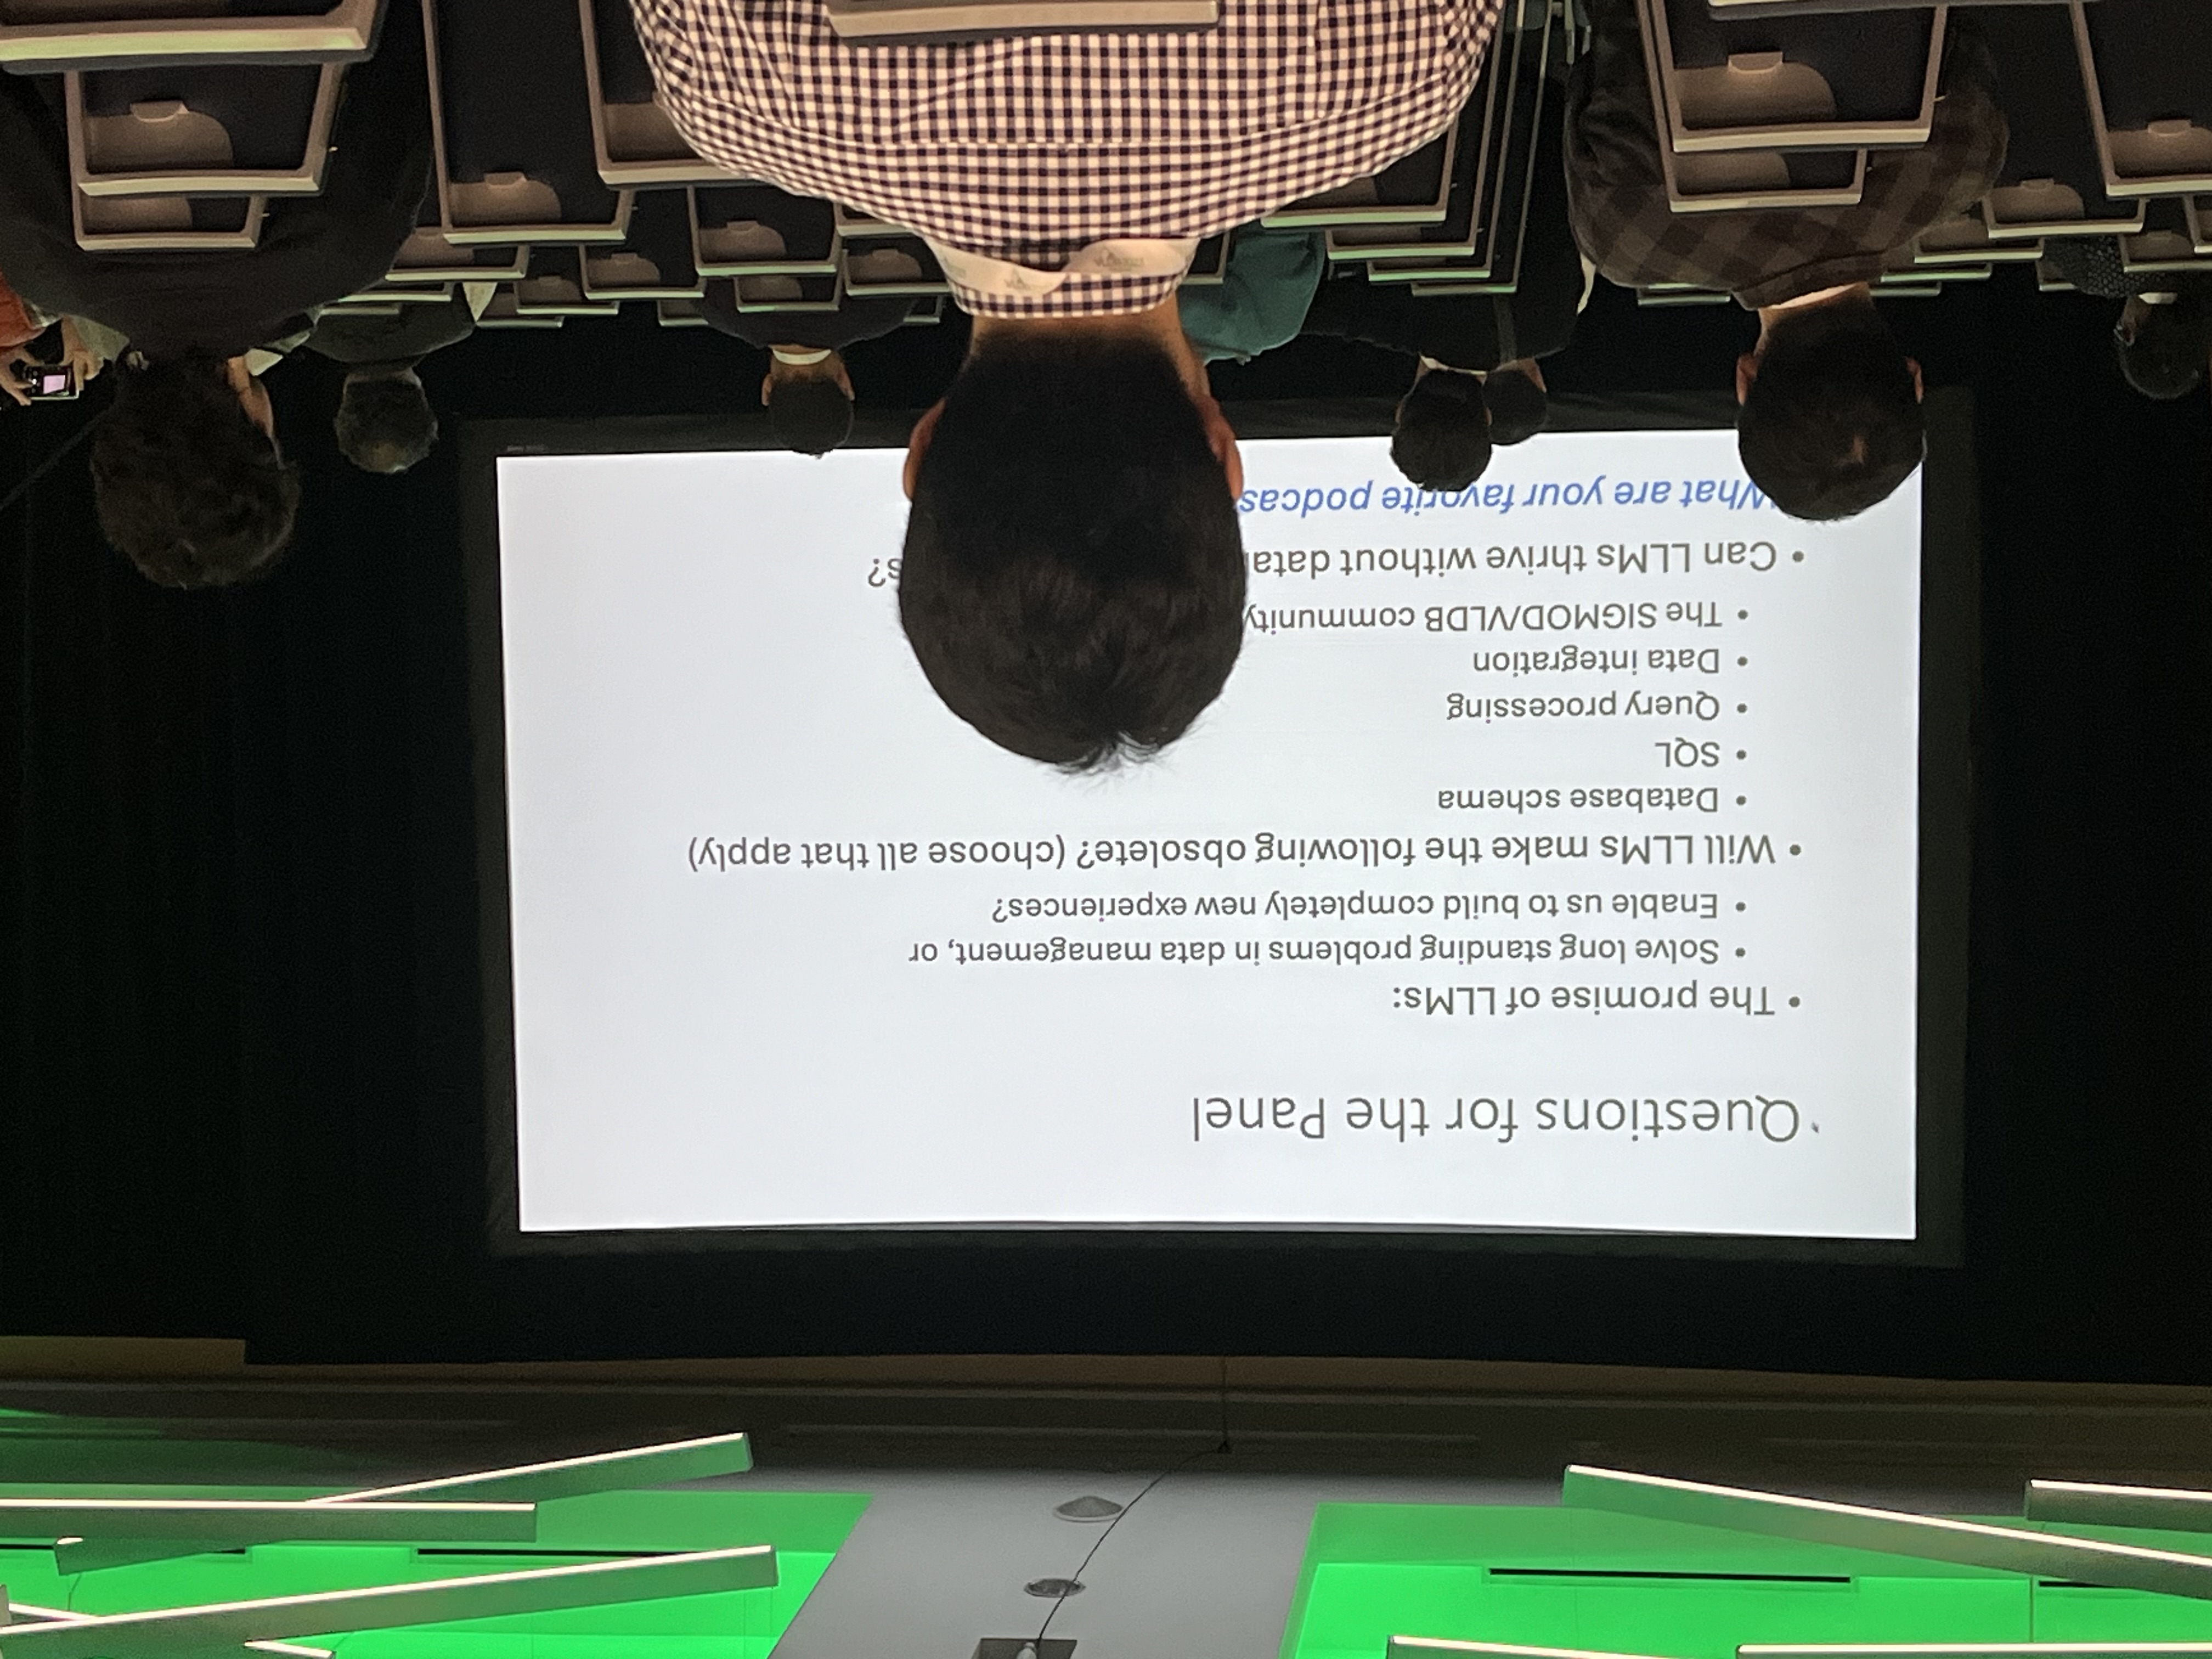 Questions for the Panel
• The promise of LLMs:
• Solve long standing problems in data management, or
• Enable us to build completely new experiences?
• Will LLMs make the following obsolete? (choose all that apply)
• Database schema
• SQL
• Query processing
• Data integration
• The SIGMOD/VLDB community
• Can LLMs thrive without
What are your favorite